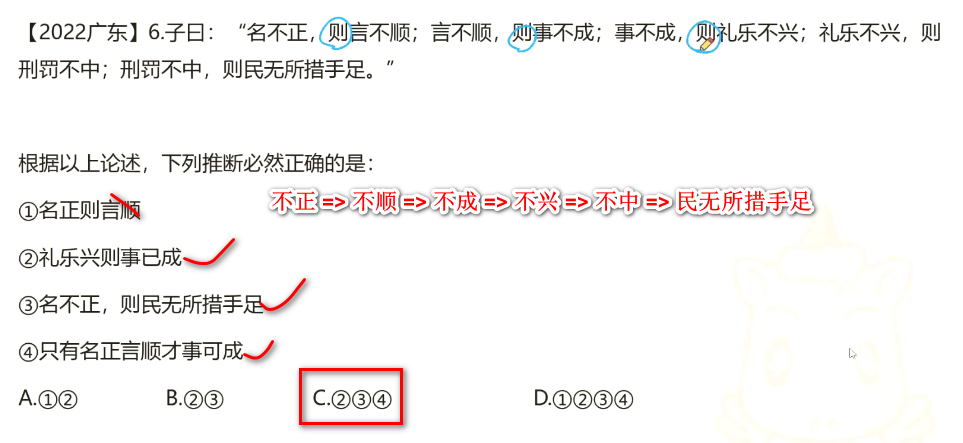 【2022广东】6.子曰：“名不正，则言不顺；言不顺，则事不成；事不成，则礼乐不兴；礼乐不兴，则
刑罚不中；刑罚不中，则民无所措手足。”
根据以上论述，下列推断必然正确的是：
①名正则言顺
不正 => 不顺 => 不成 => 不兴 => 不中 => 民无所措手足
②礼乐兴则事已成
③名不正，则民无所措手足
④只有名正言顺才事可成
A.①② B.②③ C.②③④ D.①②③④